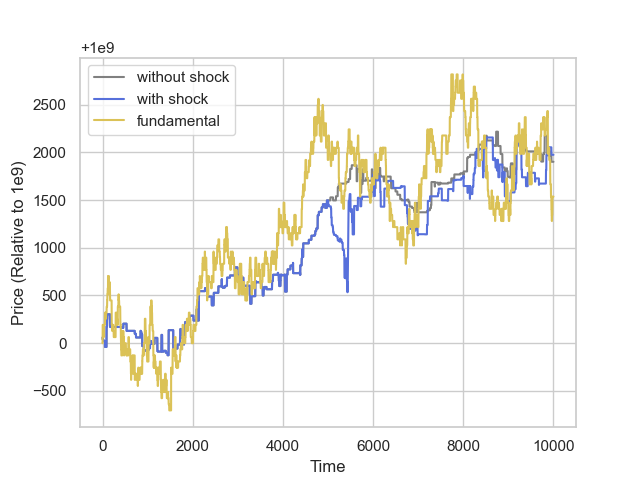 +1e9
without shock
with shock
fundamental
2500
2000
1500
1000
500
0
−500
Price (Relative to 1e9)
0 2000 4000 6000 8000 10000
Time